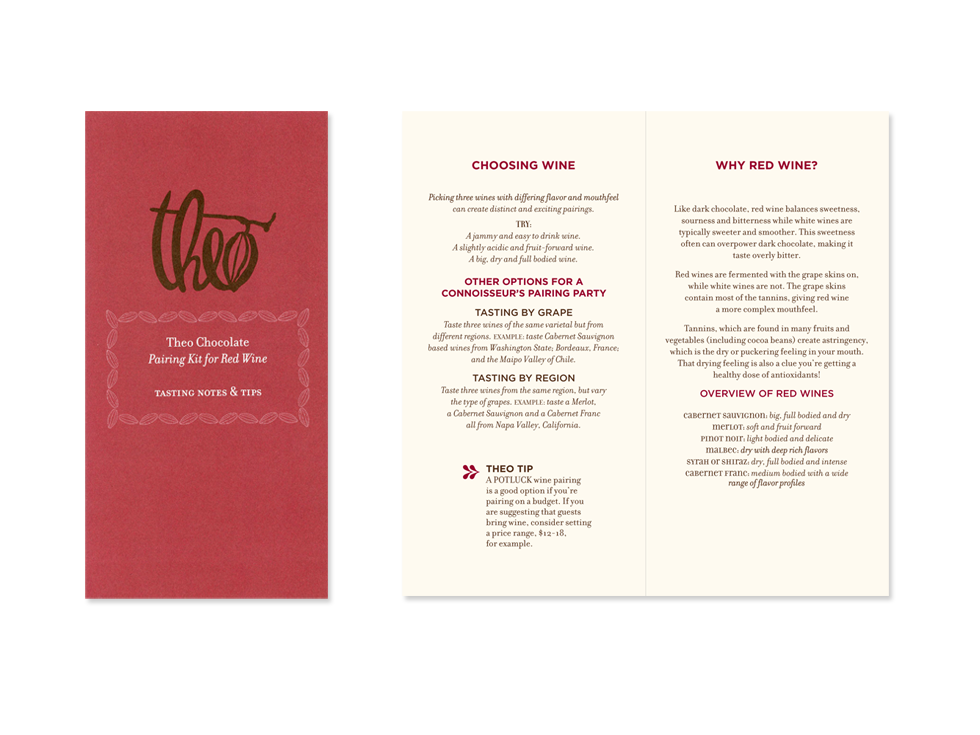 theo
Theo Chocolate
Pairing Kit for Red Wine
TASTING NOTES & TIPS
CHOOSING WINE
Picking three wines with differing flavor and mouthfeel
can create distinct and exciting pairings.
TRY:
A jammy and easy to drink wine.
A slightly acidic and fruit-forward wine.
A big, dry and full bodied wine.
OTHER OPTIONS FOR A
CONNOISSEUR'S PAIRING PARTY
TASTING BY GRAPE
Taste three wines of the same varietal but from
different regions. EXAMPLE: taste Cabernet Sauvignon
based wines from Washington State; Bordeaux, France;
and the Maipo Valley of Chile.
TASTING BY REGION
Taste three wines from the same region, but vary
the type of grapes. EXAMPLE: taste a Merlot,
a Cabernet Sauvignon and a Cabernet Franc
all from Napa Valley, California.
THEO TIP
A POTLUCK wine pairing
is a good option if you're
pairing on a budget. If you
are suggesting that guests
bring wine, consider setting
a price range, $12-18,
for example.
WHY RED WINE?
Like dark chocolate, red wine balances sweetness,
sourness and bitterness while white wines are
typically sweeter and smoother. This sweetness
often can overpower dark chocolate, making it
taste overly bitter.
Red wines are fermented with the grape skins on,
while white wines are not. The grape skins
contain most of the tannins, giving red wine
a more complex mouthfeel.
Tannins, which are found in many fruits and
vegetables (including cocoa beans) create astringency,
which is the dry or puckering feeling in your mouth.
That drying feeling is also a clue you're getting a
healthy dose of antioxidants!
OVERVIEW OF RED WINES
cabernet sauvignon: big, full bodied and dry
merlot: soft and fruit forward
pinot noir: light bodied and delicate
malbec: dry with deep rich flavors
syrah or shiraz: dry, full bodied and intense
cabernet franc: medium bodied with a wide
range of flavor profiles